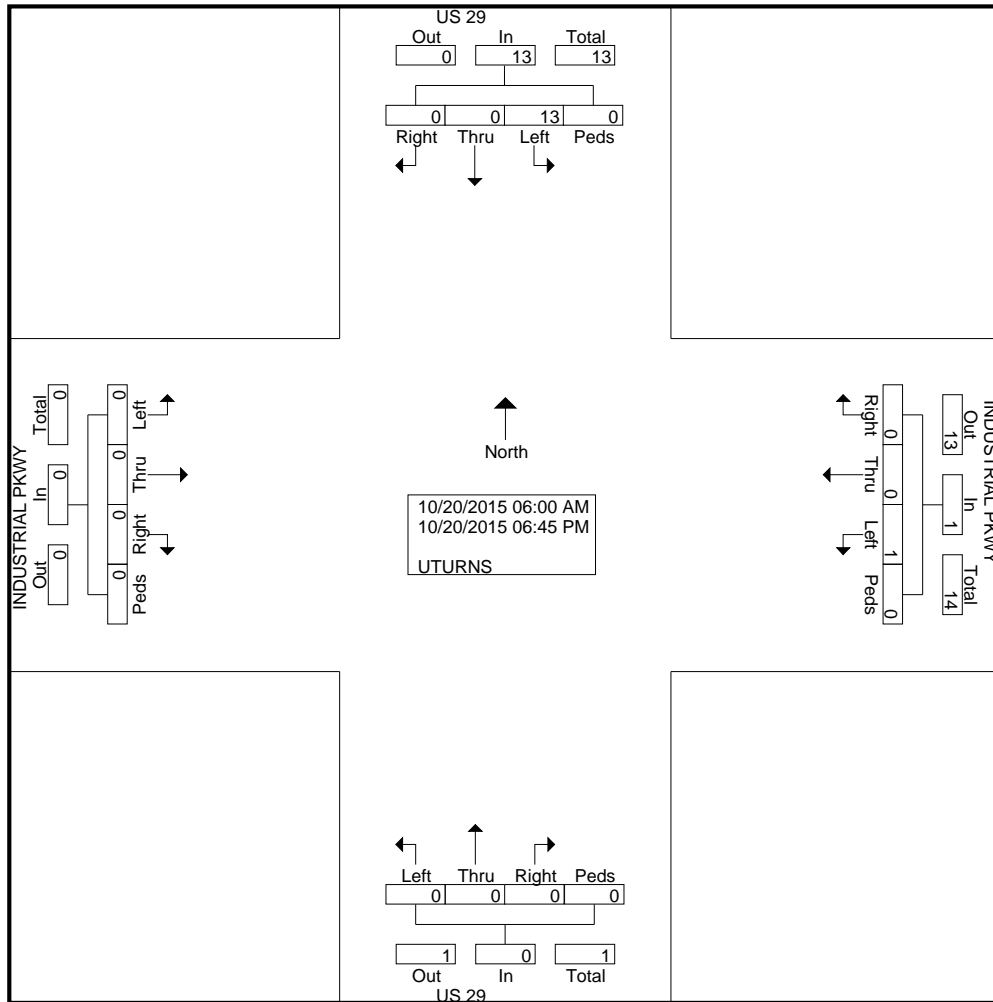 US 29
Out In Total
0 13 13
0 0 13 0
Right Thru Left Peds
INDUSTRIAL PKWY
Total In Out
0 0 0
0 0 0 0
Left Thru Right Peds
North
10/20/2015 06:00 AM
10/20/2015 06:45 PM
UTURNS
Right Thru Left Peds
0 0 1 0
13 1 14
Out In Total
INDUSTRIAL PKWY
Left Thru Right Peds
0 0 0 0
1 0 1
Out In Total
US 29